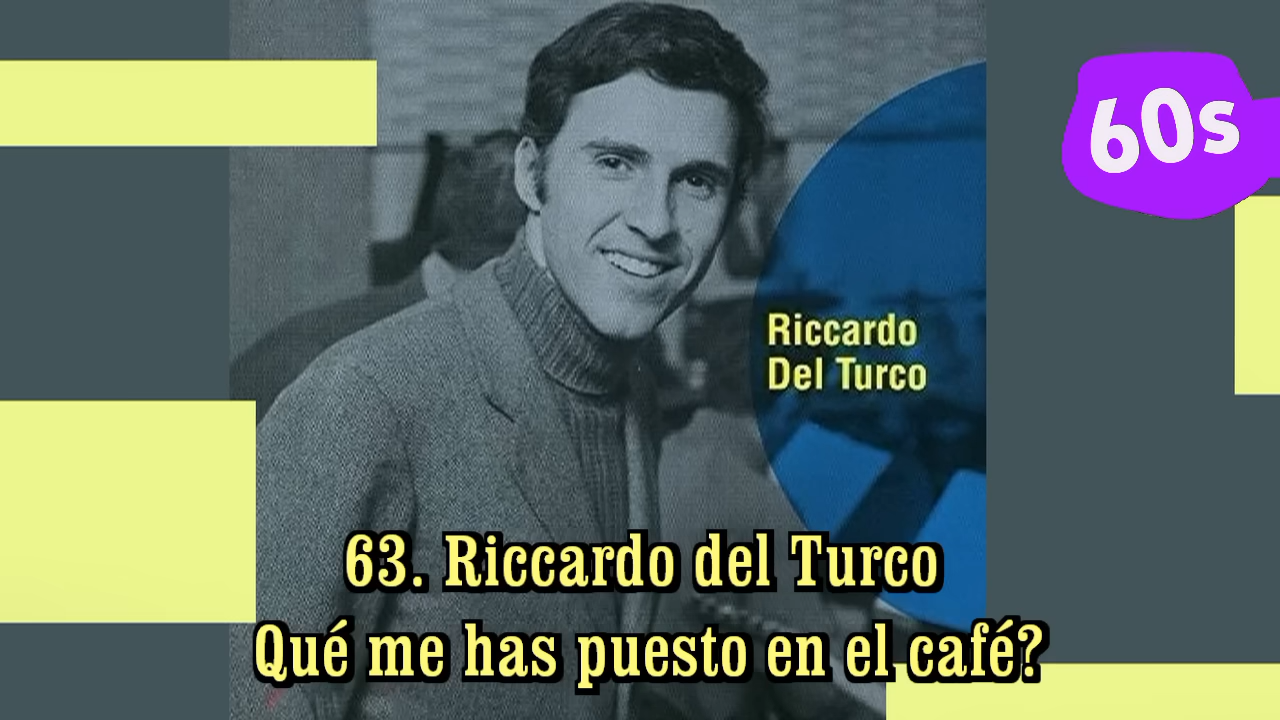 60s
Riccardo
Del Turco
63. Riccardo del Turco
Qué me has puesto en el café?